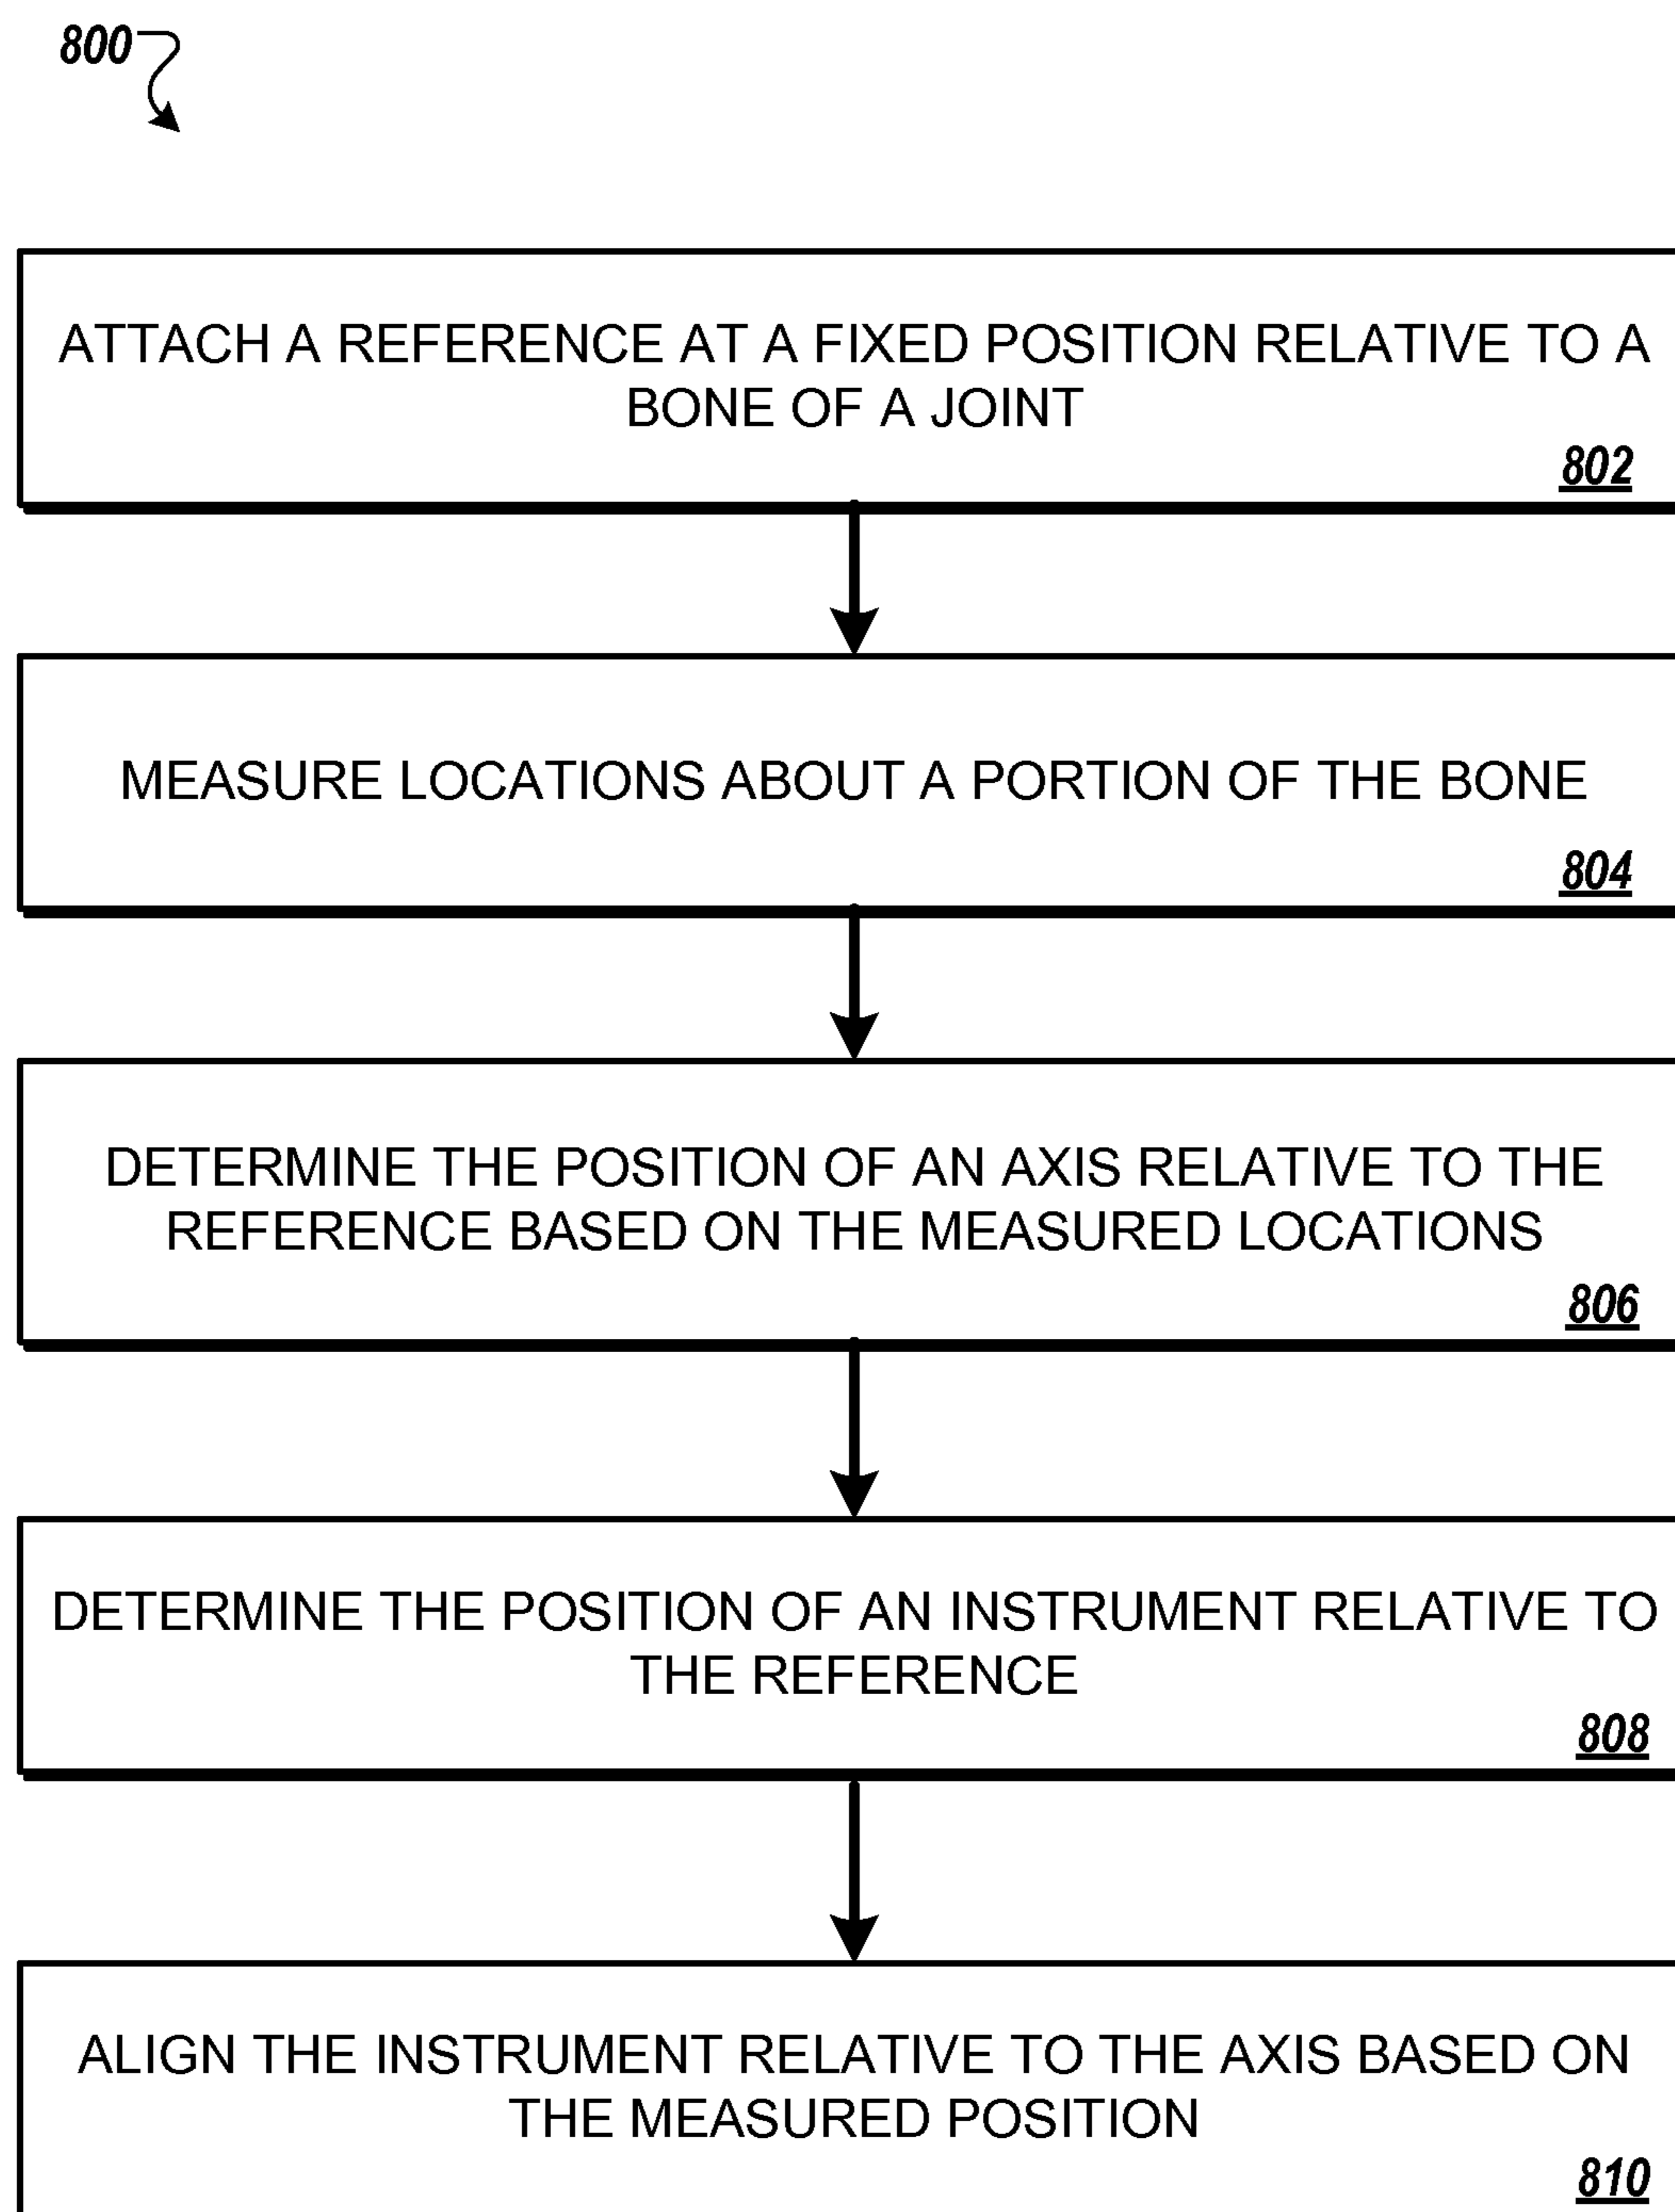 800
ATTACH A REFERENCE AT A FIXED POSITION RELATIVE TO A
BONE OF A JOINT
802
MEASURE LOCATIONS ABOUT A PORTION OF THE BONE
804
DETERMINE THE POSITION OF AN AXIS RELATIVE TO THE
REFERENCE BASED ON THE MEASURED LOCATIONS
806
DETERMINE THE POSITION OF AN INSTRUMENT RELATIVE TO
THE REFERENCE
808
ALIGN THE INSTRUMENT RELATIVE TO THE AXIS BASED ON
THE MEASURED POSITION
810